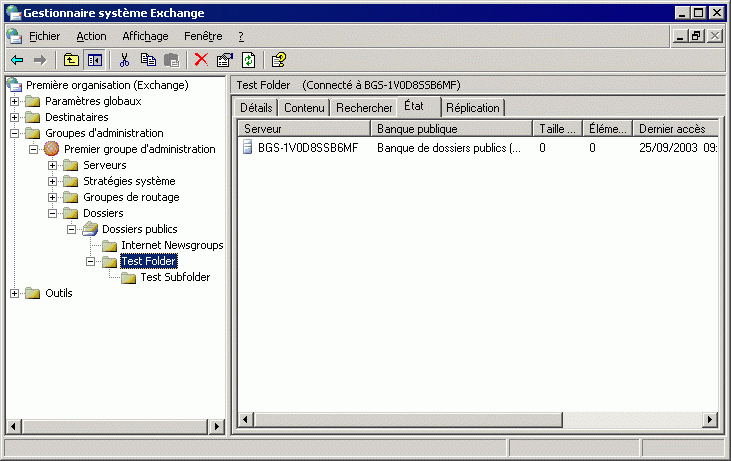 Gestionnaire système Exchange
Fichier Action Affichage Fenêtre ?
Première organisation (Exchange)
Paramètres globaux
Destinataires
Groupes d'administration
Premier groupe d'administration
Serveurs
Stratégies système
Groupes de routage
Dossiers
Dossiers publics
Internet Newsgroups
Test Folder
Test Subfolder
Outils
Test Folder (Connecté à BGS-1V0D8SSB6MF)
Détails Contenu Rechercher État Réplication
Serveur Banque publique Taille ... Éléme... Dernier accès
BGS-1V0D8SSB6MF Banque de dossiers publics (... 0 0 25/09/2003 09: